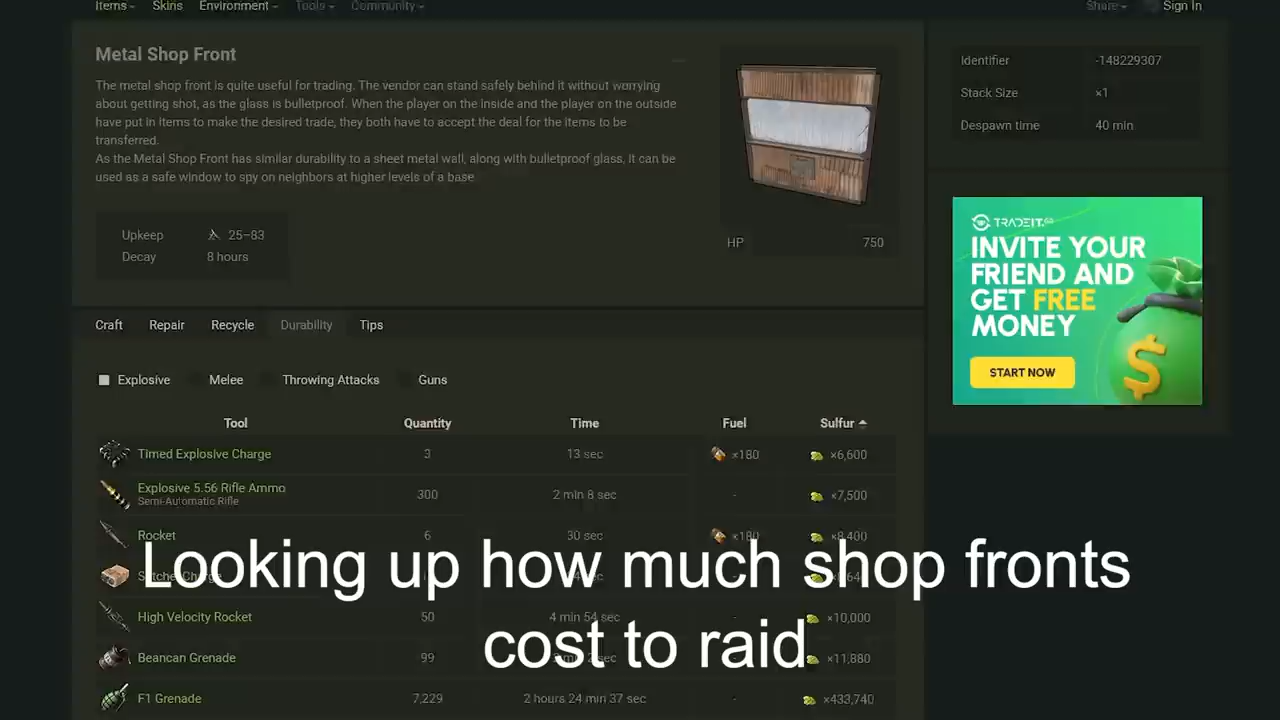 Items
Skins
Environment
Tools
Community
Share
Sign In
Metal Shop Front
The metal shop front is quite useful for trading. The vendor can stand safely behind it without worrying
about getting shot, as the glass is bulletproof. When the player on the inside and the player on the outside
have put in items to make the desired trade, they both have to accept the deal for the items to be
transferred.
As the Metal Shop Front has similar durability to a sheet metal wall, along with bulletproof glass, it can be
used as a safe window to spy on neighbors at higher levels of a base
Upkeep 25–83
Decay 8 hours
HP 750
Identifier -148229307
Stack Size ×1
Despawn time 40 min
TRADEIT.GG
INVITE YOUR
FRIEND AND
GET FREE
MONEY
START NOW
Craft Repair Recycle Durability Tips
Explosive Melee Throwing Attacks Guns
Tool Quantity Time Fuel Sulfur
Timed Explosive Charge 3 13 sec ×180 ×6,600
Explosive 5.56 Rifle Ammo 300 2 min 8 sec - ×7,500
Semi-Automatic Rifle
Rocket 6 30 sec ×180 ×8,400
High Velocity Rocket 50 4 min 54 sec - ×10,000
Beancan Grenade 99 ×11,880
F1 Grenade 7,229 2 hours 24 min 37 sec - ×433,740
Looking up how much shop fronts
cost to raid